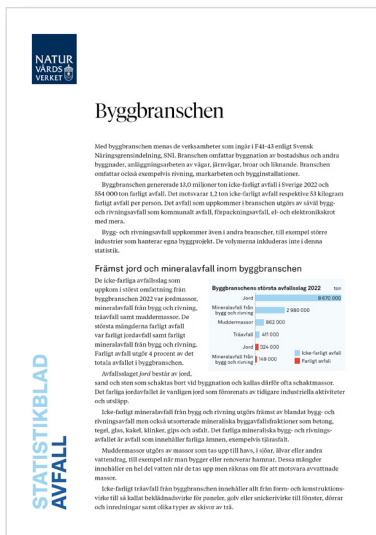 NATUR
VÅRDS
VERKET
Byggbranschen
Med byggbranschen menas de verksamheter som ingår i F41-43 enligt Svensk
Näringsgrensindelning, SNI. Branschen omfattar byggnation av bostadshus och andra
byggnader, anläggningsarbeten av vägar, järnvägar, broar och liknande. Branschen
omfattar också exempelvis rivning, markarbeten och bygginstallationer.
Byggbranschen genererade 13,0 miljoner ton icke-farligt avfall i Sverige 2022 och
554 000 ton farligt avfall. Det motsvarar 1,2 ton icke-farligt avfall respektive 53 kilogram
farligt avfall per person. Det avfall som uppkommer i branschen utgörs av såväl bygg-
och rivningsavfall som kommunalt avfall, förpackningsavfall, el- och elektronikskrot
med mera.
Bygg- och rivningsavfall uppkommer även i andra branscher, till exempel större
industrier som hanterar egna byggprojekt. De volymerna inkluderas inte i denna
statistik.
Främst jord och mineralavfall inom byggbranschen
De icke-farliga avfallsslag som
uppkom i störst omfattning från
byggbranschen 2022 var jordmassor,
mineralavfall från bygg och rivning,
träavfall samt muddermassor. De
största mängderna farligt avfall
var farligt jordavfall samt farligt
mineralavfall från bygg och rivning.
Farligt avfall utgör 4 procent av det
totala avfallet i byggbranschen.
Byggbranschens största avfallsslag 2022 ton
Jord 8 670 000
Mineralavfall från
bygg och rivning 2 980 000
Muddermassor 862 000
Träavfall 411 000
Jord 324 000
Mineralavfall från
bygg och rivning 149 000
Icke-farligt avfall
Farligt avfall
Avfallsslaget jord består av jord,
sand och sten som schaktas bort vid byggnation och kallas därför ofta schaktmassor.
Det farliga jordavfallet är vanligen jord som förorenats av tidigare industriella aktiviteter
och utsläpp.
Icke-farligt mineralavfall från bygg och rivning utgörs främst av blandat bygg- och
rivningsavfall men också utsorterade mineraliska byggavfallsfraktioner som betong,
tegel, glas, kakel, klinker, gips och asfalt. Det farliga mineraliska bygg- och rivnings-
avfallet är avfall som innehåller farliga ämnen, exempelvis tjärasfalt.
Muddermassor utgörs av massor som tas upp till havs, i sjöar, älvar eller andra
vattendrag, till exempel när man bygger eller renoverar hamnar. Dessa mängder
innehåller en hel del vatten när de tas upp men räknas om för att motsvara avvattnade
massor.
Icke-farligt träavfall från byggbranschen innehåller allt från form- och konstruktions-
virke till så kallat beklädnadsvirke för paneler, golv eller snickerivirke till fönster, dörrar
och inredningar samt olika typer av skivor av trä.
STATISTIKBLAD
AVFALL